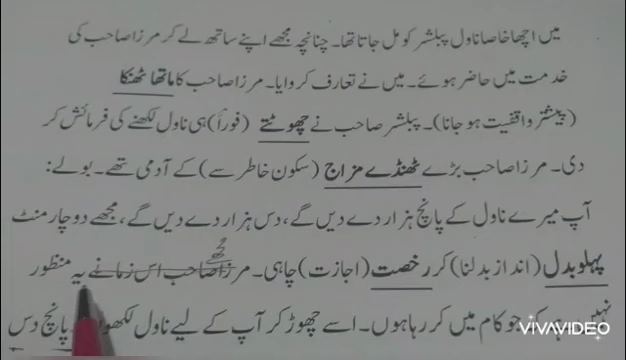 میں اچھا خاصا ناول پبلشر کو مل جاتا تھا۔ چنانچہ مجھے اپنے ساتھ لے کر مرزا صاحب کی
خدمت میں حاضر ہوئے۔ میں نے تعارف کروایا۔ مرزا صاحب کا ماتھا ٹھنکا
(پیشتر واقفیت ہو جانا)۔ پبلشر صاحب نے چھوٹتے (فوراً) ہی ناول لکھنے کی فرمائش کر
دی۔ مرزا صاحب بڑے ٹھنڈے مزاج (سکون خاطر سے) کے آدمی تھے۔ بولے:
آپ میرے ناول کے پانچ ہزار دے دیں گے، دس ہزار دے دیں گے، مجھے دو چار منٹ
پہلو بدل (انداز بدلنا) کر رخصت (اجازت) چاہی۔ مرزا صاحب اس زمانے یہ منظور
نہیں ہے کہ جو کام میں کر رہا ہوں۔ اسے چھوڑ کر آپ کے لیے ناول لکھوں پانچ دس
VIVAVIDEO